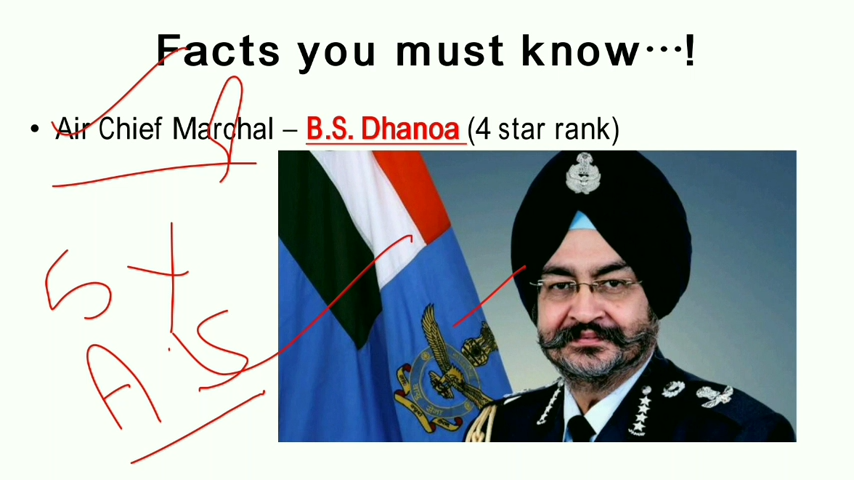 Facts you must know…!
• Air Chief Marchal – B.S. Dhanoa (4 star rank)
5
A.S